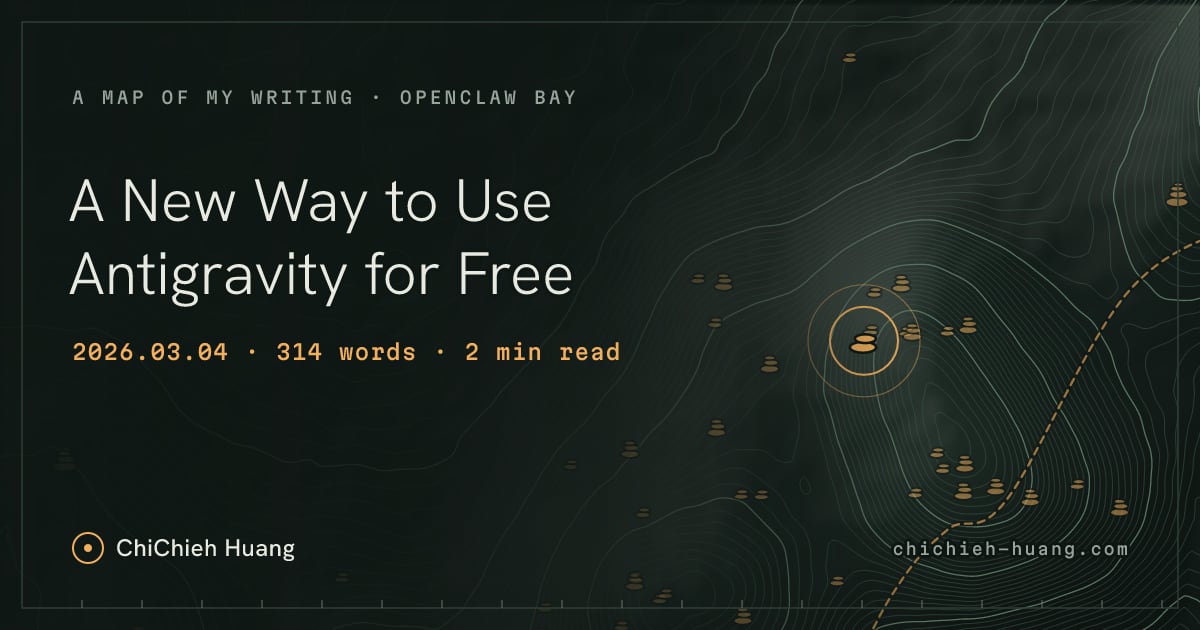 A MAP OF MY WRITING · OPENCLAW BAY
A New Way to Use
Antigravity for Free
2026.03.04 · 314 words · 2 min read
ChiChieh Huang
chichieh-huang.com